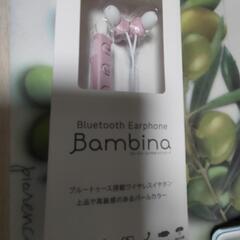 Bluetooth Earphone
Bambina
ブルートゥース搭載ワイヤレスイヤホン
上品で高級感のあるパールカラー